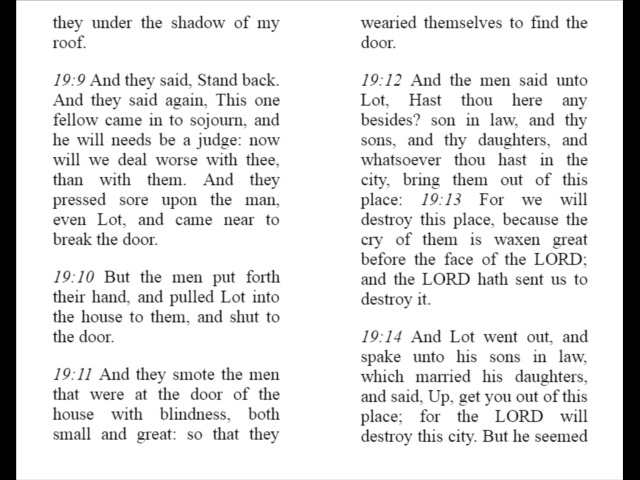 they under the shadow of my
roof.
19:9 And they said, Stand back.
And they said again, This one
fellow came in to sojourn, and
he will needs be a judge: now
will we deal worse with thee,
than with them. And they
pressed sore upon the man,
even Lot, and came near to
break the door.
19:10 But the men put forth
their hand, and pulled Lot into
the house to them, and shut to
the door.
19:11 And they smote the men
that were at the door of the
house with blindness, both
small and great: so that they
wearied themselves to find the
door.
19:12 And the men said unto
Lot, Hast thou here any
besides? son in law, and thy
sons, and thy daughters, and
whatsoever thou hast in the
city, bring them out of this
place: 19:13 For we will
destroy this place, because the
cry of them is waxen great
before the face of the LORD;
and the LORD hath sent us to
destroy it.
19:14 And Lot went out, and
spake unto his sons in law,
which married his daughters,
and said, Up, get you out of this
place; for the LORD will
destroy this city. But he seemed